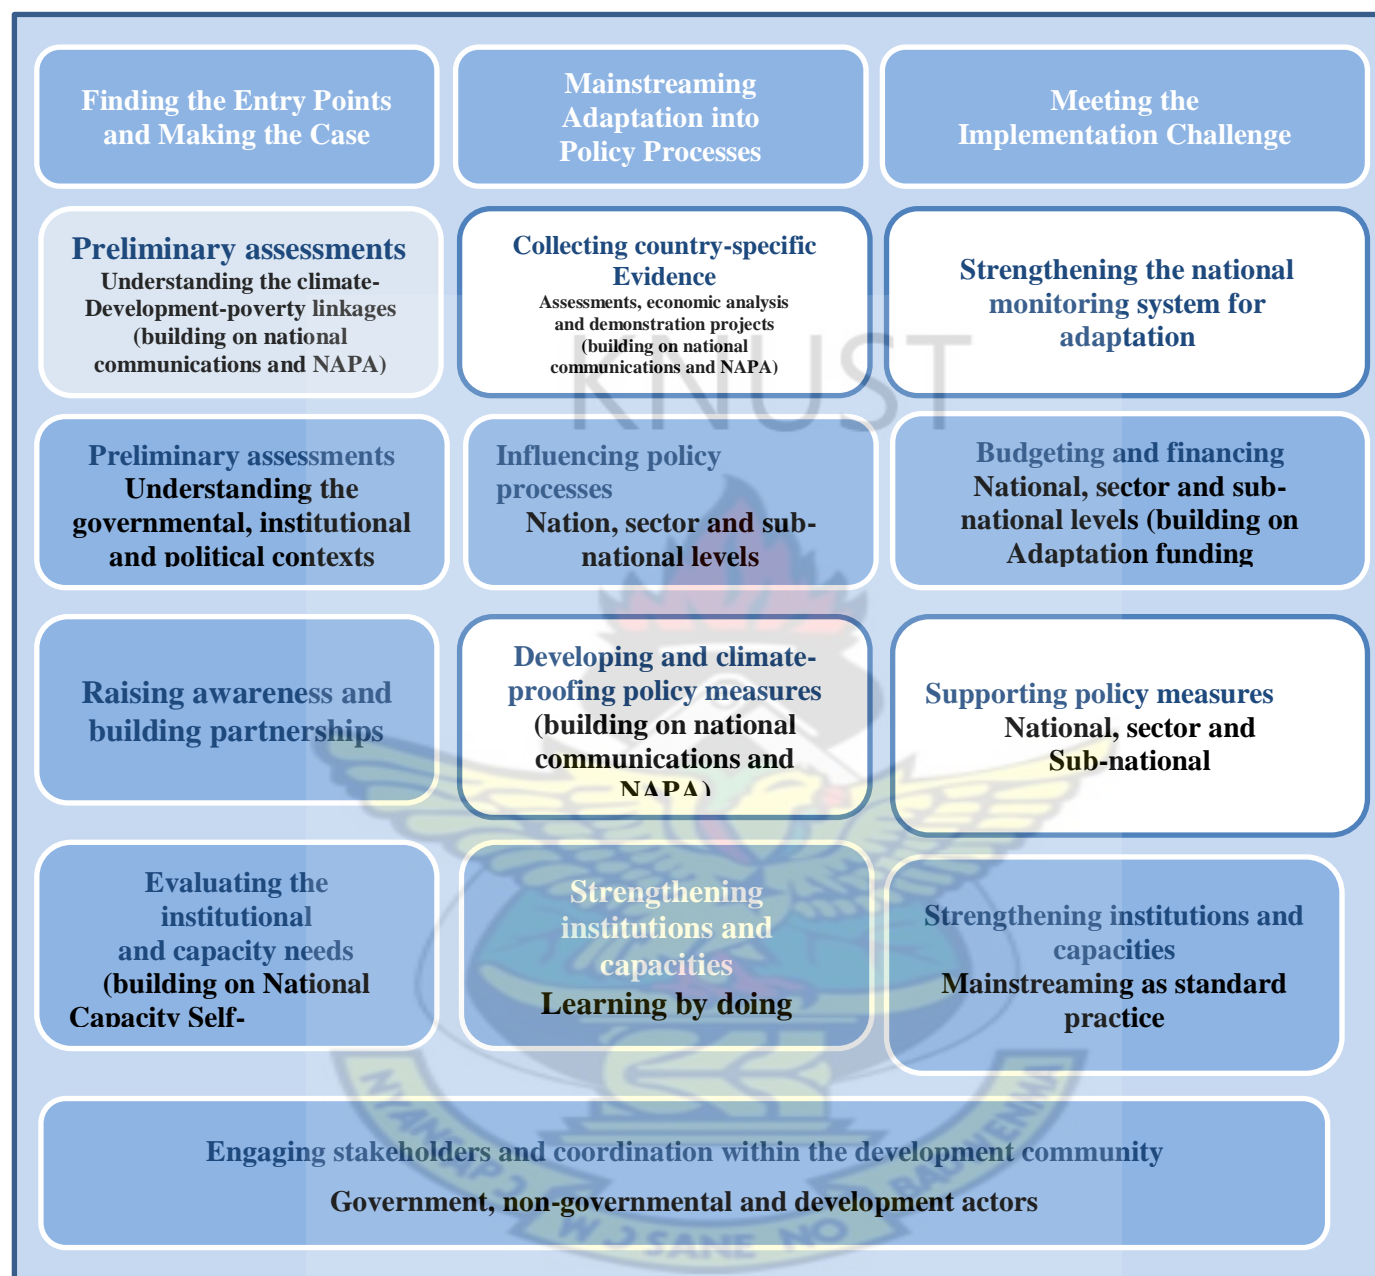 Finding the Entry Points
and Making the Case
Mainstreaming
Adaptation into
Policy Processes
Meeting the
Implementation Challenge
Preliminary assessments
Understanding the climate-
Development-poverty linkages
(building on national
communications and NAPA)
Collecting country-specific
Evidence
Assessments, economic analysis
and demonstration projects
(building on national
communications and NAPA)
Strengthening the national
monitoring system for
adaptation
KNUST
Preliminary assessments
Understanding the
governmental, institutional
and political contexts
Influencing policy
processes
Nation, sector and sub-
national levels
Budgeting and financing
National, sector and sub-
national levels (building on
Adaptation funding
Raising awareness and
building partnerships
Developing and climate-
proofing policy measures
(building on national
communications and
NAPA)
Supporting policy measures
National, sector and
Sub-national
Evaluating the
institutional
and capacity needs
(building on National
Capacity Self-
Strengthening
institutions and
capacities
Learning by doing
Strengthening institutions and
capacities
Mainstreaming as standard
practice
Engaging stakeholders and coordination within the development community
Government, non-governmental and development actors
NYANSAPƆ WƆSANE NO BADWENMA